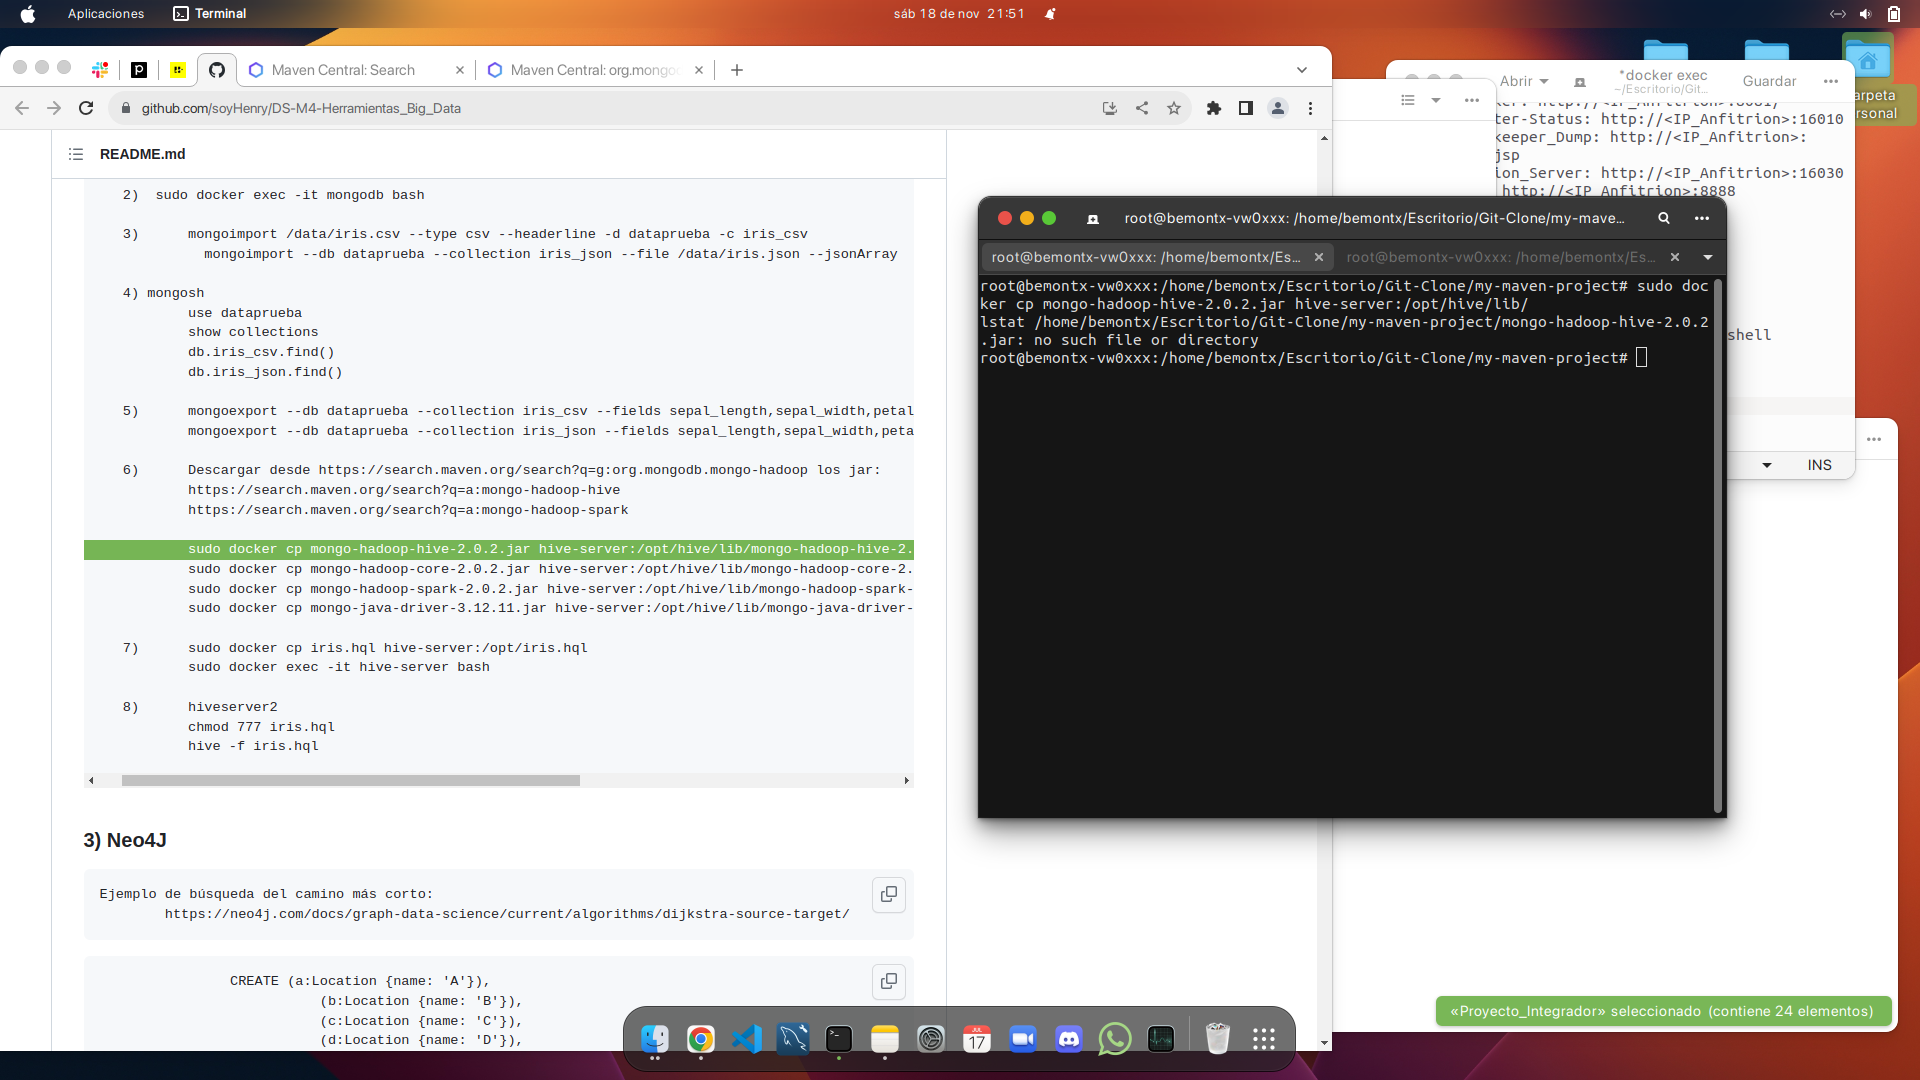 Aplicaciones
Terminal
sáb 18 de nov 21:51
Maven Central: Search
Maven Central: org.mongo
github.com/soyHenry/DS-M4-Herramientas_Big_Data
README.md
2) sudo docker exec -it mongodb bash
3) mongoimport /data/iris.csv --type csv --headerline -d dataprueba -c iris_csv
mongoimport --db dataprueba --collection iris_json --file /data/iris.json --jsonArray
4) mongosh
use dataprueba
show collections
db.iris_csv.find()
db.iris_json.find()
5) mongoexport --db dataprueba --collection iris_csv --fields sepal_length,sepal_width,petal
mongoexport --db dataprueba --collection iris_json --fields sepal_length,sepal_width,peta
6) Descargar desde https://search.maven.org/search?q=g:org.mongodb.mongo-hadoop los jar:
https://search.maven.org/search?q=a:mongo-hadoop-hive
https://search.maven.org/search?q=a:mongo-hadoop-spark
sudo docker cp mongo-hadoop-hive-2.0.2.jar hive-server:/opt/hive/lib/mongo-hadoop-hive-2.
sudo docker cp mongo-hadoop-core-2.0.2.jar hive-server:/opt/hive/lib/mongo-hadoop-core-2.
sudo docker cp mongo-hadoop-spark-2.0.2.jar hive-server:/opt/hive/lib/mongo-hadoop-spark-
sudo docker cp mongo-java-driver-3.12.11.jar hive-server:/opt/hive/lib/mongo-java-driver-
7) sudo docker cp iris.hql hive-server:/opt/iris.hql
sudo docker exec -it hive-server bash
8) hiveserver2
chmod 777 iris.hql
hive -f iris.hql
3) Neo4J
Ejemplo de búsqueda del camino más corto:
https://neo4j.com/docs/graph-data-science/current/algorithms/dijkstra-source-target/
CREATE (a:Location {name: 'A'}),
(b:Location {name: 'B'}),
(c:Location {name: 'C'}),
(d:Location {name: 'D'}),
Abrir
*docker exec
~/Escritorio/Git...
Guardar
ter-Status: http://<IP_Anfitrion>:16010
keeper_Dump: http://<IP_Anfitrion>:
jsp
ion_Server: http://<IP_Anfitrion>:16030
http://<IP_Anfitrion>:8888
shell
INS
arpeta
rsonal
root@bemontx-vw0xxx: /home/bemontx/Escritorio/Git-Clone/my-mave...
root@bemontx-vw0xxx: /home/bemontx/Es...
root@bemontx-vw0xxx: /home/bemontx/Es...
root@bemontx-vw0xxx:/home/bemontx/Escritorio/Git-Clone/my-maven-project# sudo doc
ker cp mongo-hadoop-hive-2.0.2.jar hive-server:/opt/hive/lib/
lstat /home/bemontx/Escritorio/Git-Clone/my-maven-project/mongo-hadoop-hive-2.0.2
.jar: no such file or directory
root@bemontx-vw0xxx:/home/bemontx/Escritorio/Git-Clone/my-maven-project#
«Proyecto_Integrador» seleccionado (contiene 24 elementos)
JUL
17